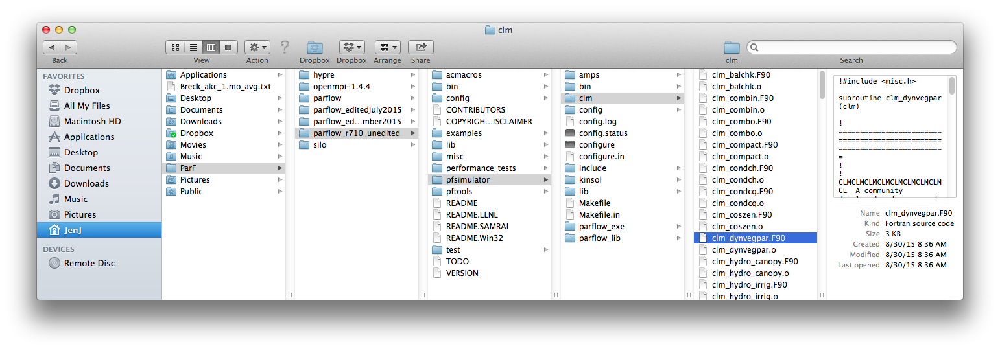 clm
Back
View
Action
Dropbox
Dropbox
Arrange
Share
clm
Search
FAVORITES
Dropbox
All My Files
Macintosh HD
Applications
Desktop
Documents
Downloads
Music
Pictures
JenJ
DEVICES
Remote Disc
Applications
Breck_akc_1.mo_avg.txt
Desktop
Documents
Downloads
Dropbox
Movies
Music
ParF
Pictures
Public
hypre
openmpi-1.4.4
parflow
parflow_editedJuly2015
parflow_ed...mber2015
parflow_r710_unedited
silo
acmacros
bin
config
CONTRIBUTORS
COPYRIGH...ISCLAIMER
examples
lib
misc
performance_tests
pfsimulator
pftools
README
README.LLNL
README.SAMRAI
README.Win32
test
TODO
VERSION
amps
bin
clm
config
config.log
config.status
configure
configure.in
include
kinsol
lib
Makefile
Makefile.in
parflow_exe
parflow_lib
clm_balchk.F90
clm_balchk.o
clm_combin.F90
clm_combin.o
clm_combo.F90
clm_combo.o
clm_compact.F90
clm_compact.o
clm_condch.F90
clm_condch.o
clm_condcq.F90
clm_condcq.o
clm_coszen.F90
clm_coszen.o
clm_dynvegpar.F90
clm_dynvegpar.o
clm_hydro_canopy.F90
clm_hydro_canopy.o
clm_hydro_irrig.F90
clm_hydro_irrig.o
!#include <misc.h>
subroutine clm_dynvegpar
(clm)
!
========================
========================
========================
=
!
!
CLMCLMCLMCLMCLMCLMCLMCLM
CL A community
Name clm_dynvegpar.F90
Kind Fortran source code
Size 3 KB
Created 8/30/15 8:36 AM
Modified 8/30/15 8:36 AM
Last opened 8/30/15 8:36 AM